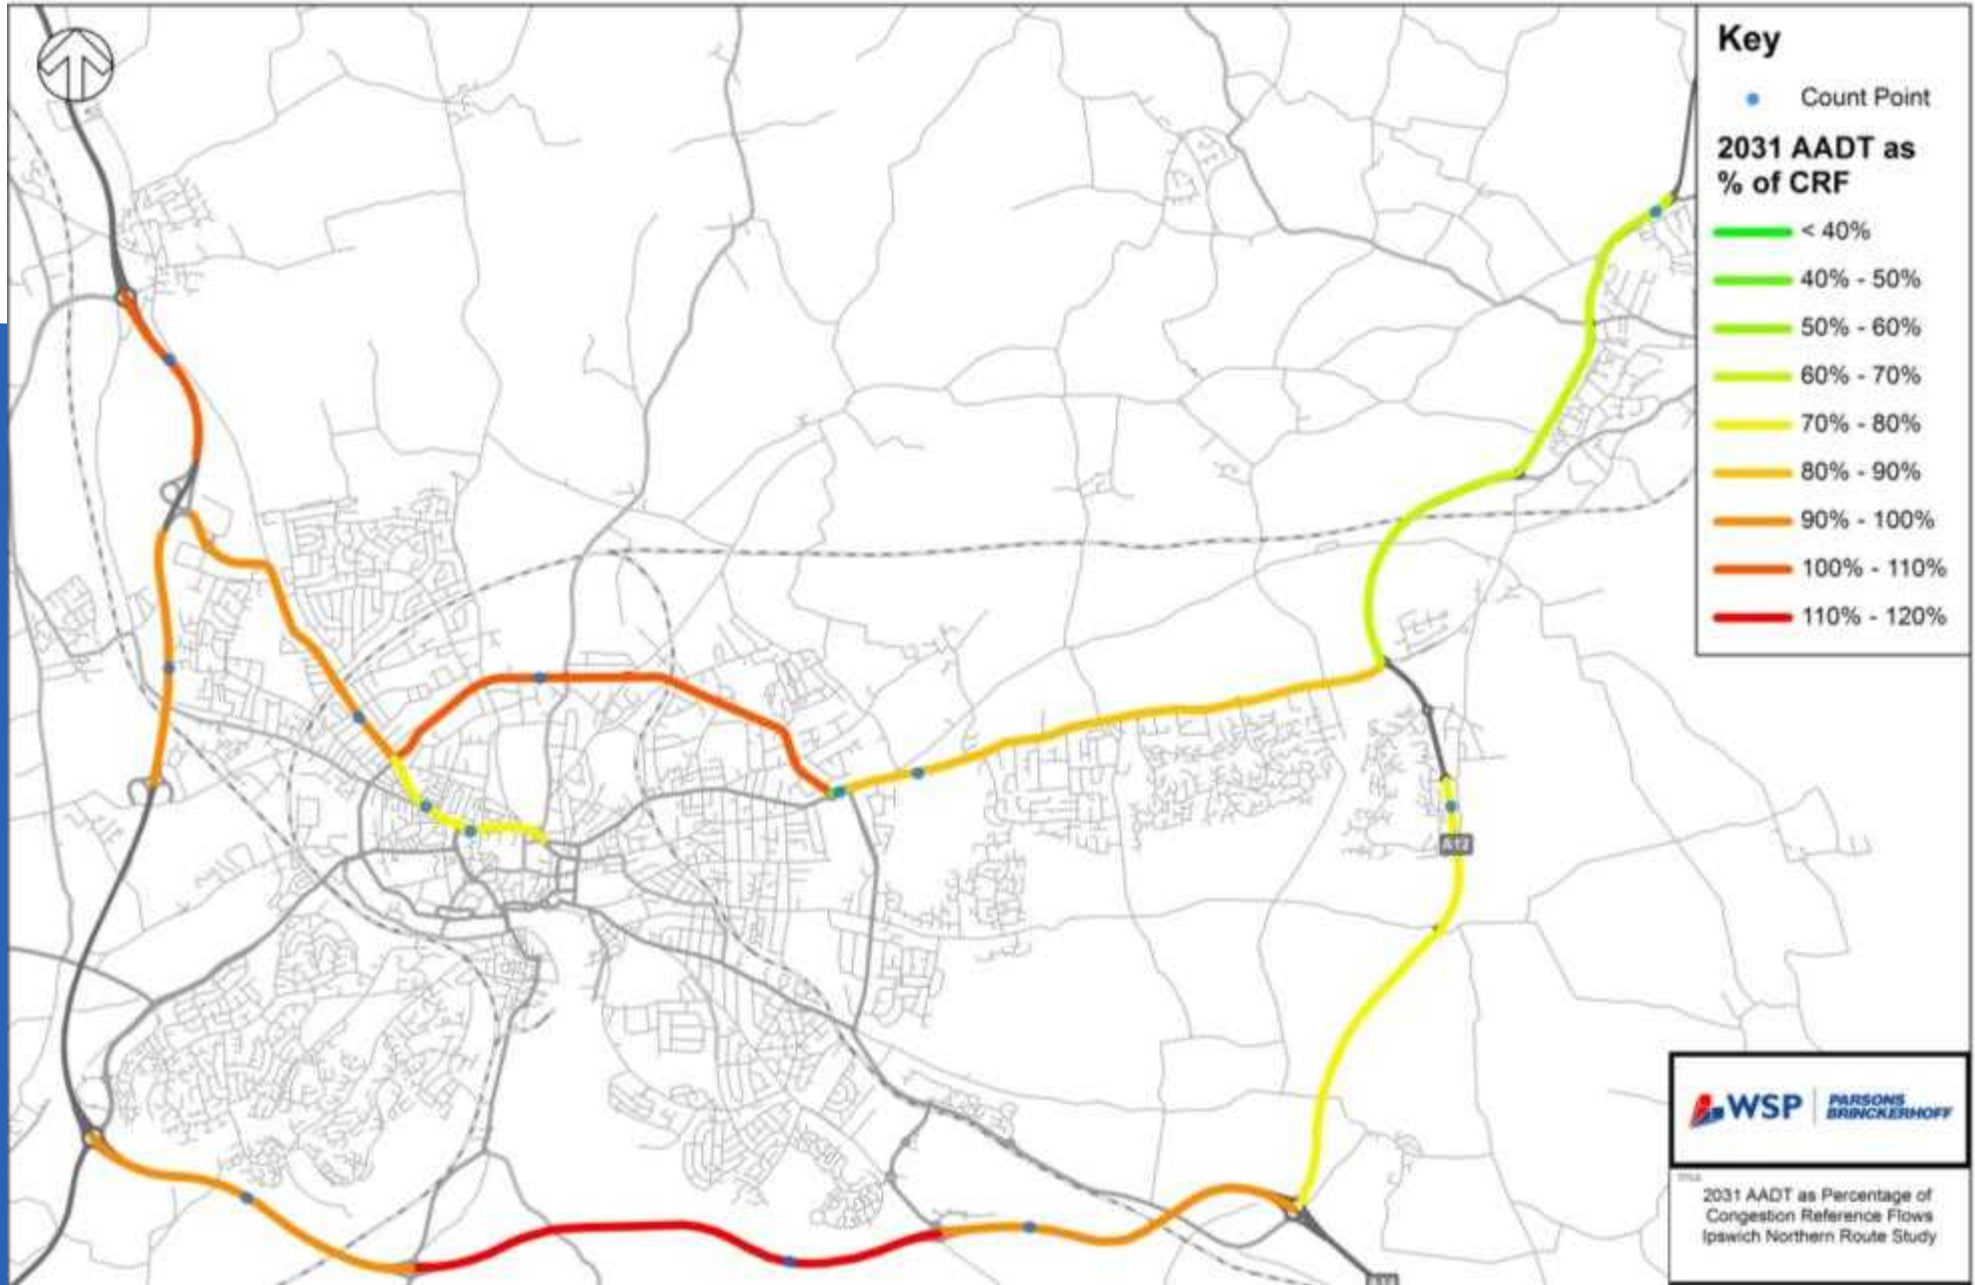 Key
Count Point
2031 AADT as
% of CRF
< 40%
40% - 50%
50% - 60%
60% - 70%
70% - 80%
80% - 90%
90% - 100%
100% - 110%
110% - 120%
A12
WSP
PARSONS
BRINCKERHOFF
2031 AADT as Percentage of
Congestion Reference Flows
Ipswich Northern Route Study